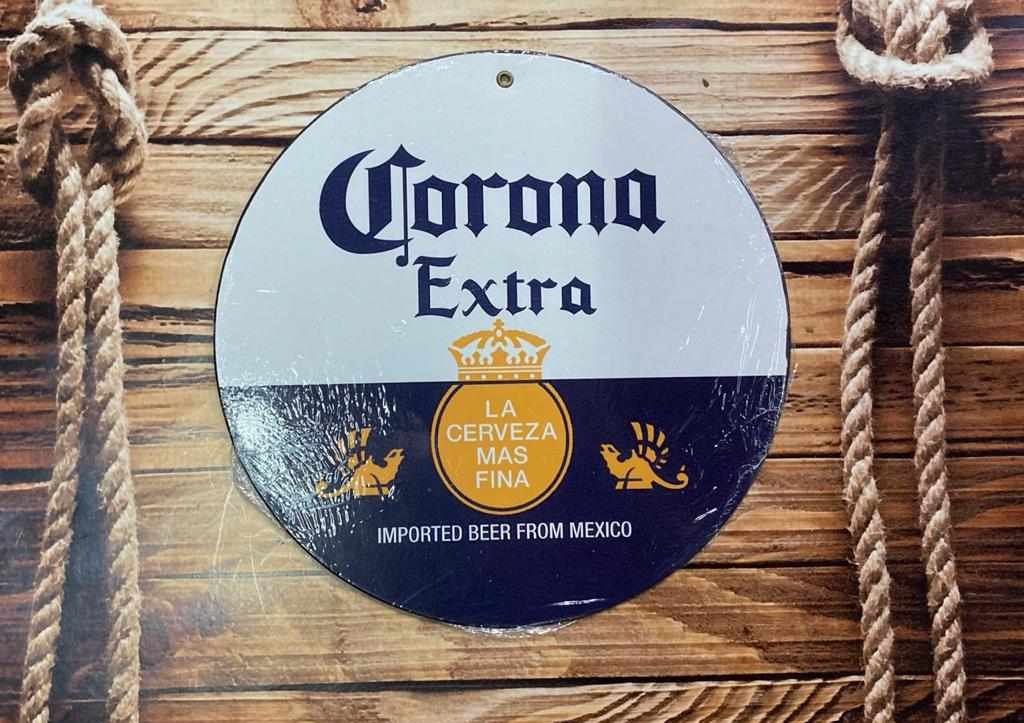 Corona
Extra
LA
CERVEZA
MAS
FINA
IMPORTED BEER FROM MEXICO